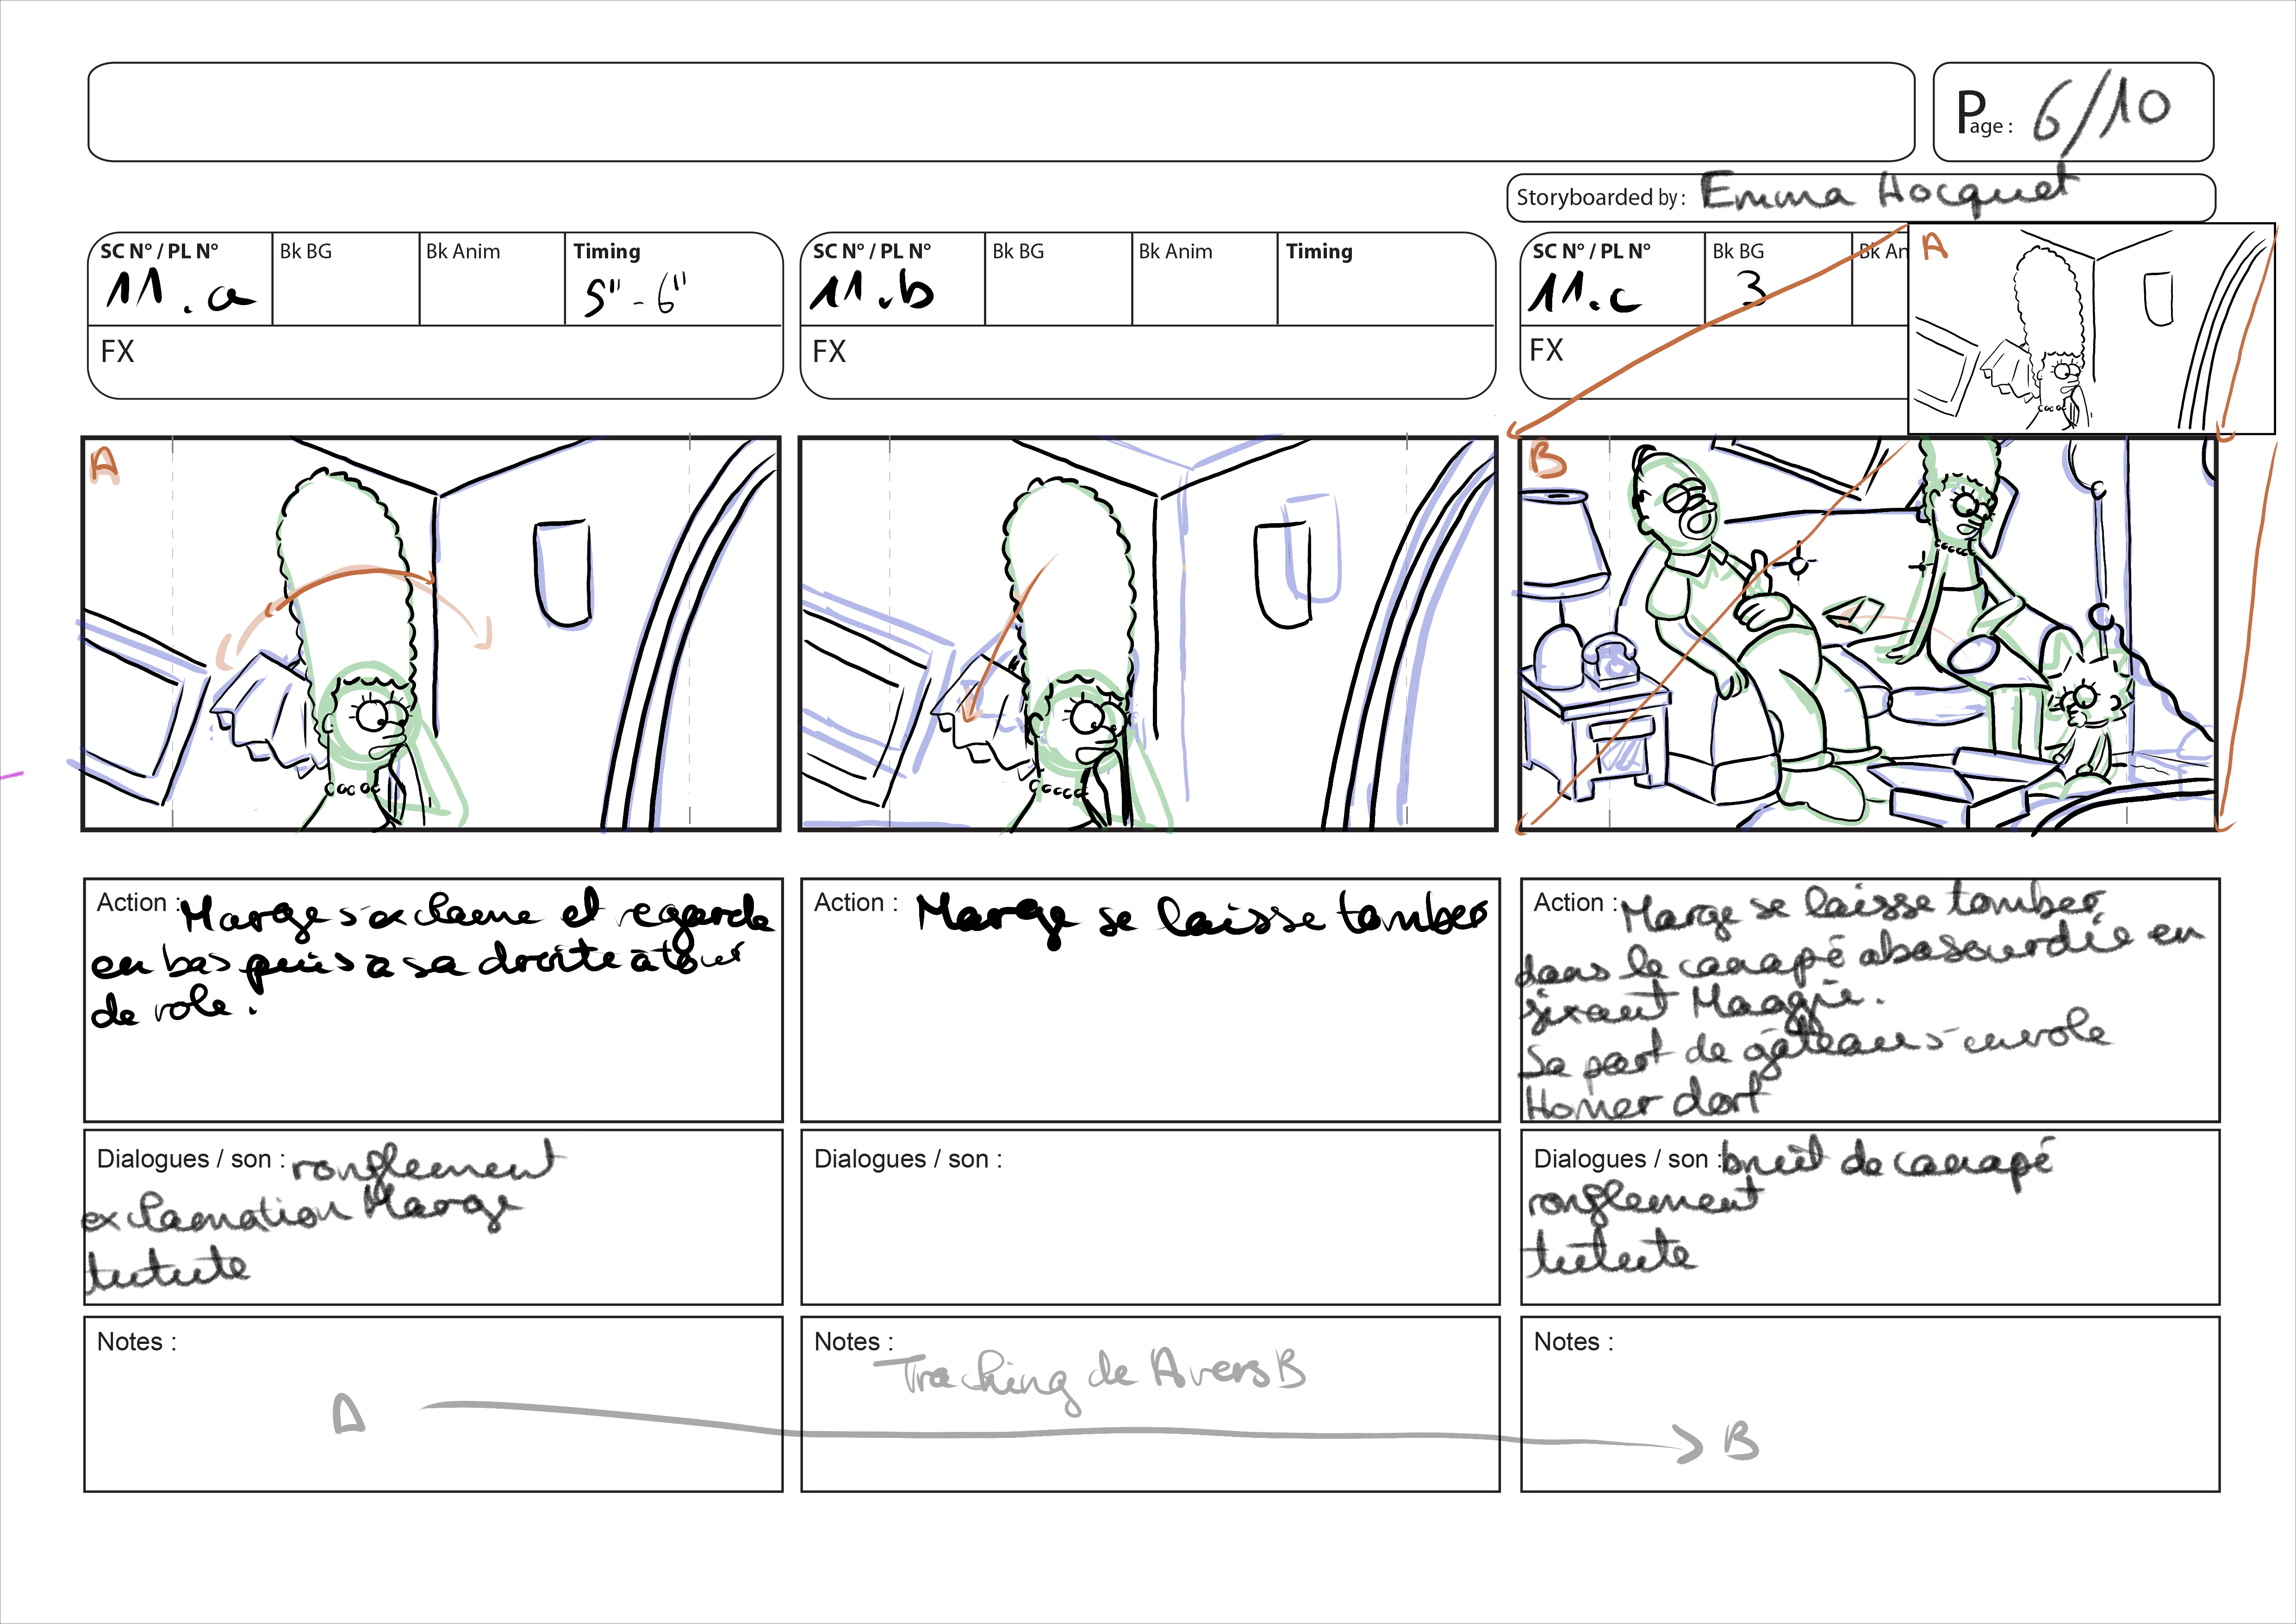 Page : 6/10
Storyboarded by : Emma Hocquet
SC N° / PL N° Bk BG Bk Anim Timing
11.a 5" - 6"
FX
SC N° / PL N° Bk BG Bk Anim Timing
11.b
FX
SC N° / PL N° Bk BG Bk An
11.c 3
FX
A
A
B
Action : Marge s'exclame et regarde
en bas puis à sa droite à tour
de role.
Action : Marge se laisse tomber
Action : Marge se laisse tomber
dans le canapé abasourdie en
fixant Maggie.
Sa part de gâteau s'envole
Homer dort
Dialogues / son : ronflement
exclamation Marge
tutute
Dialogues / son :
Dialogues / son : bruit de canapé
ronflement
tutute
Notes :
A
Notes :
Tracking de A vers B
Notes :
B